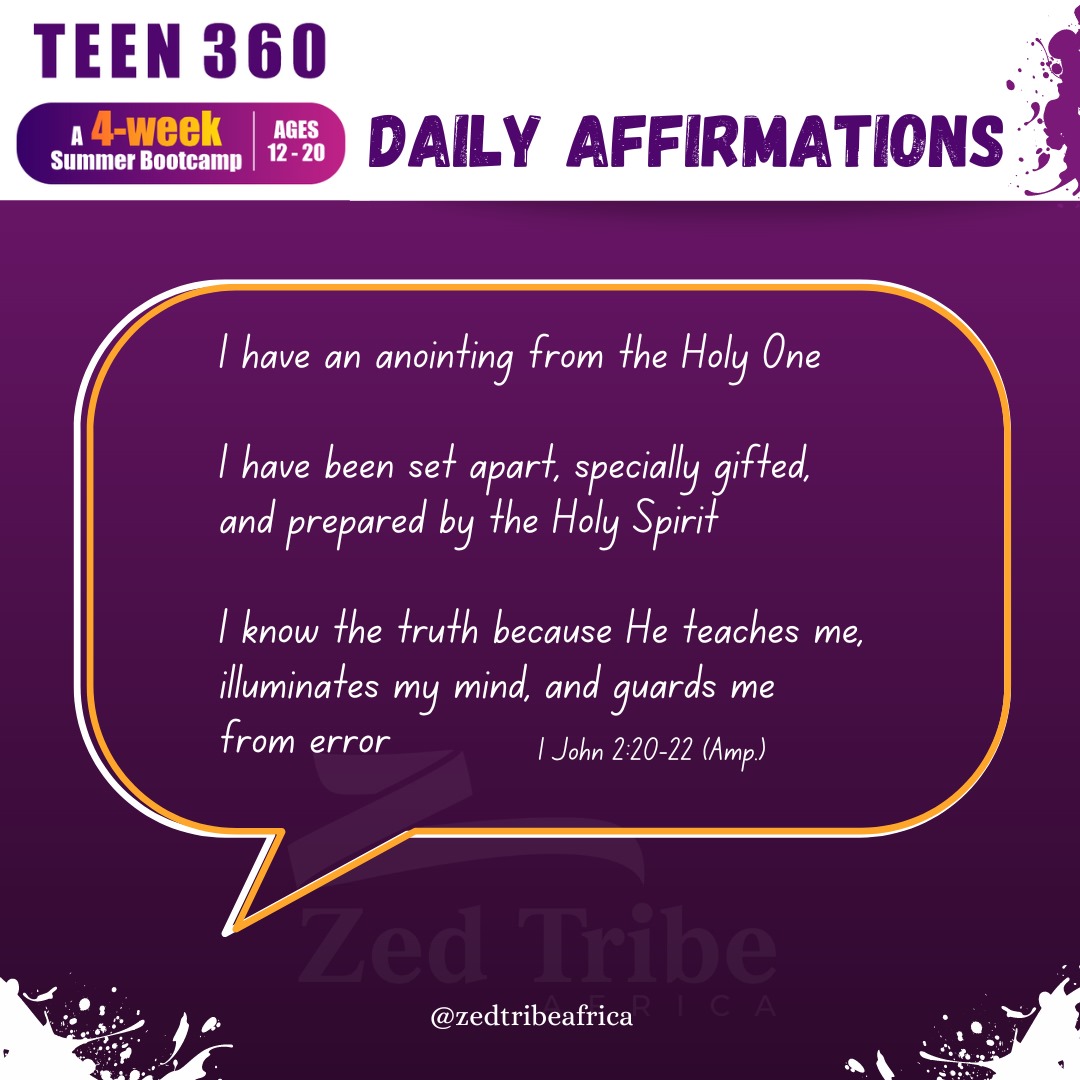 TEEN 360
A 4-week
Summer Bootcamp
AGES
12 - 20
DAILY AFFIRMATIONS
I have an anointing from the Holy One
I have been set apart, specially gifted,
and prepared by the Holy Spirit
I know the truth because He teaches me,
illuminates my mind, and guards me
from error
1 John 2:20-22 (Amp.)
Zed Tribe
AFRICA
@zedtribeafrica